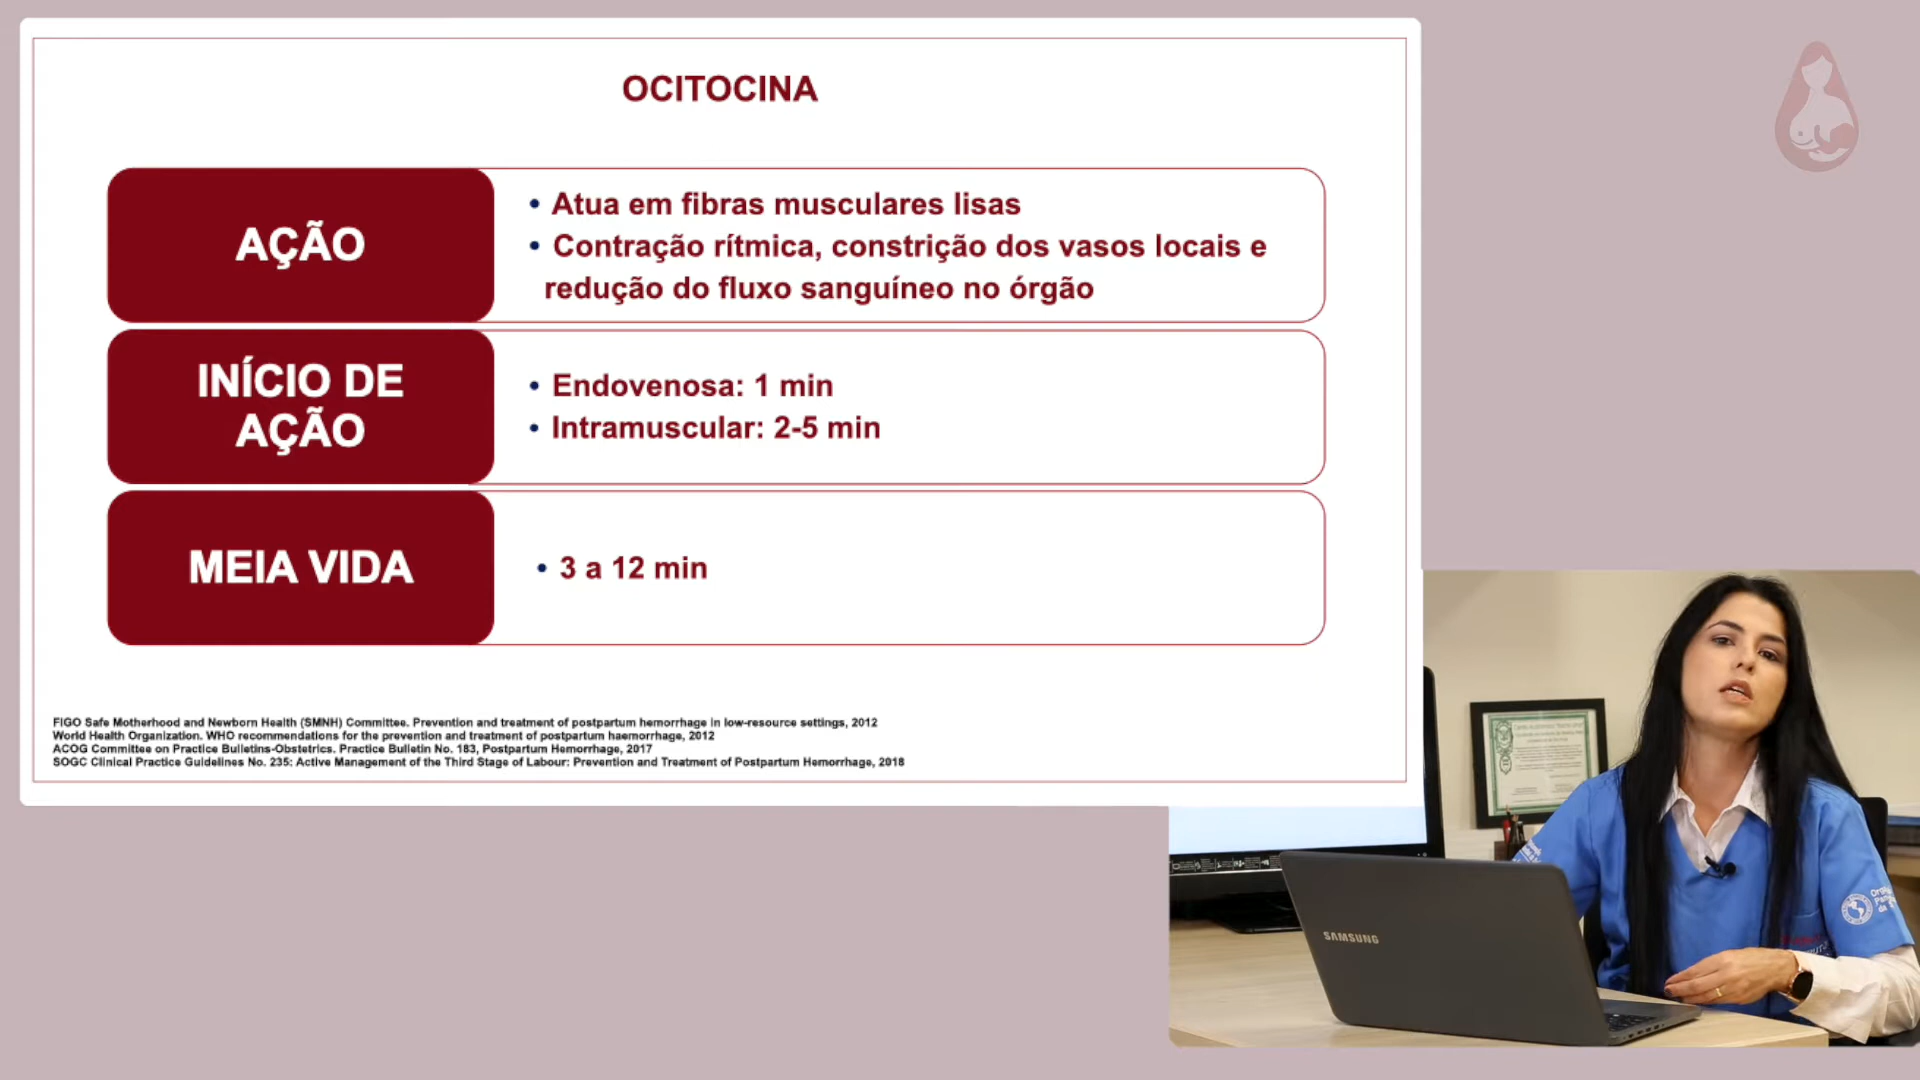 OCITOCINA
AÇÃO
• Atua em fibras musculares lisas
• Contração rítmica, constrição dos vasos locais e
redução do fluxo sanguíneo no órgão
INÍCIO DE
AÇÃO
• Endovenosa: 1 min
• Intramuscular: 2-5 min
MEIA VIDA
• 3 a 12 min
FIGO Safe Motherhood and Newborn Health (SMNH) Committee. Prevention and treatment of postpartum hemorrhage in low-resource settings, 2012
World Health Organization. WHO recommendations for the prevention and treatment of postpartum haemorrhage, 2012
ACOG Committee on Practice Bulletins-Obstetrics. Practice Bulletin No. 183, Postpartum Hemorrhage, 2017
SOGC Clinical Practice Guidelines No. 235: Active Management of the Third Stage of Labour: Prevention and Treatment of Postpartum Hemorrhage, 2018
SAMSUNG